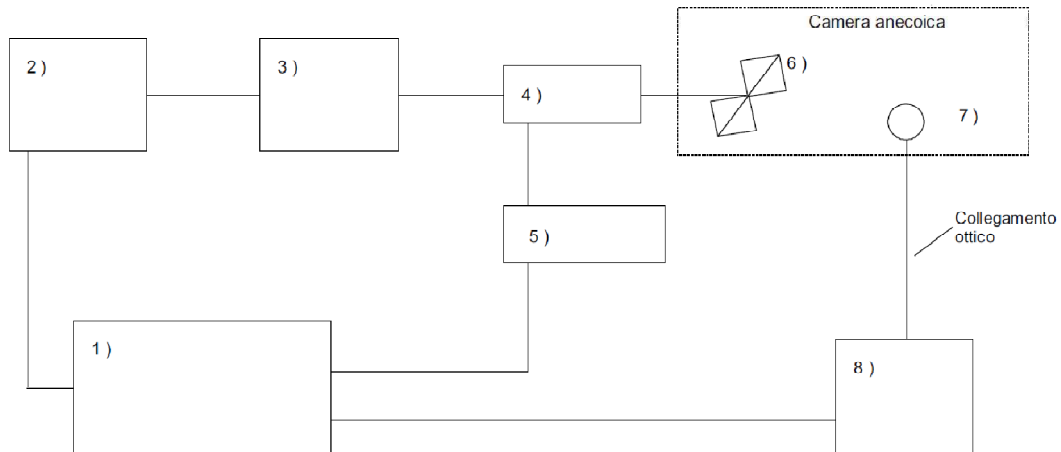 Camera anecoica
2 )
3 )
4 )
6 )
7 )
5 )
Collegamento
ottico
1 )
8 )